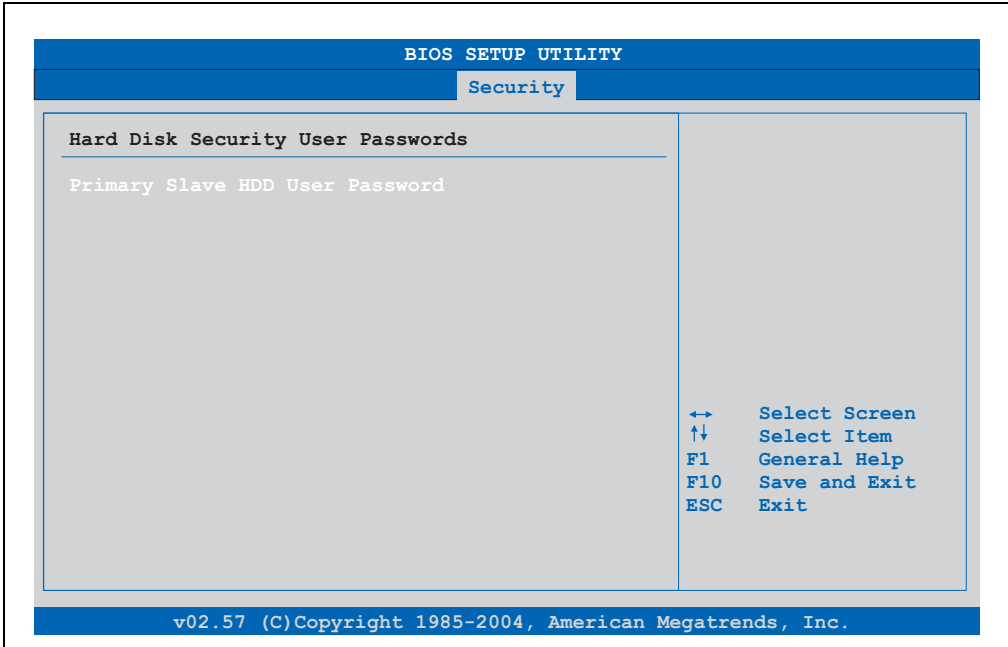 BIOS SETUP UTILITY
Security
Hard Disk Security User Passwords
Primary Slave HDD User Password
↔ Select Screen
↑↓ Select Item
F1 General Help
F10 Save and Exit
ESC Exit
v02.57 (C)Copyright 1985-2004, American Megatrends, Inc.